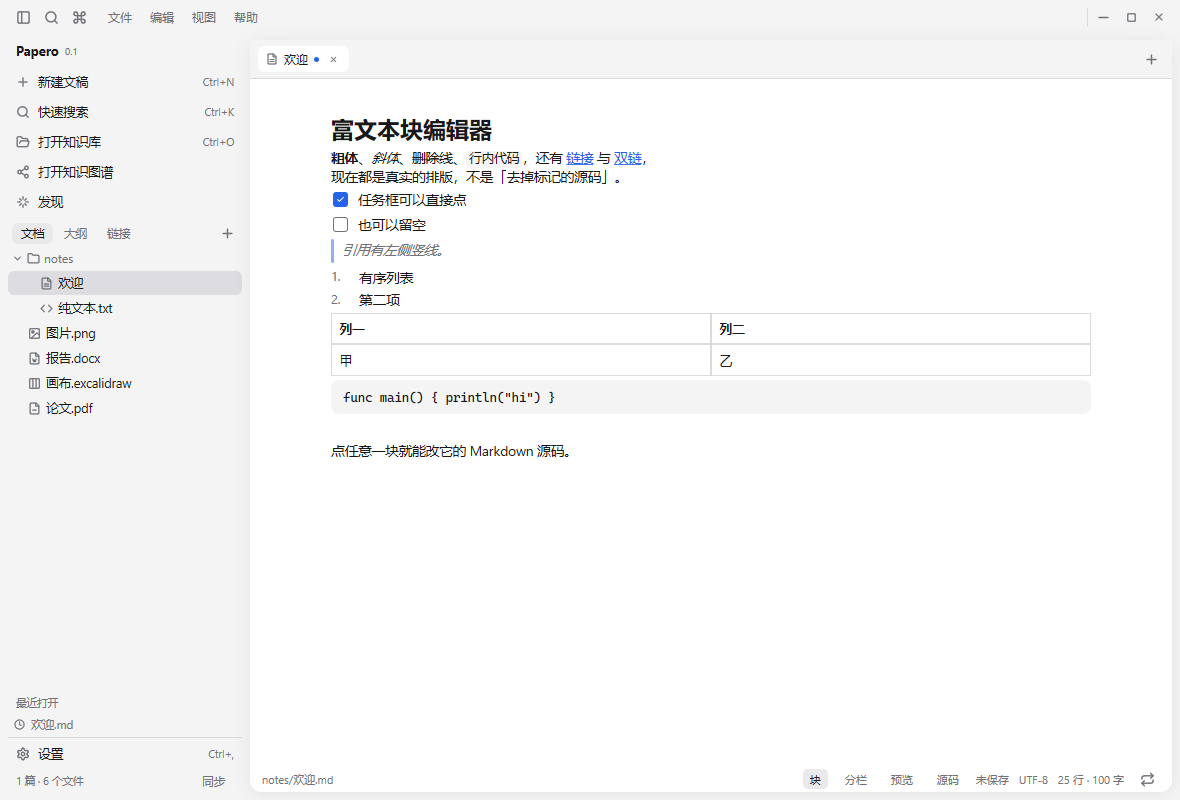 文件 编辑 视图 帮助
Papero 0.1
新建文稿 Ctrl+N
快速搜索 Ctrl+K
打开知识库 Ctrl+O
打开知识图谱
发现
文档 大纲 链接
notes
欢迎
纯文本.txt
图片.png
报告.docx
画布.excalidraw
论文.pdf
最近打开
欢迎.md
设置 Ctrl+,
1 篇 · 6 个文件 同步
欢迎
富文本块编辑器
粗体、斜体、删除线、 行内代码 ，还有 链接 与 双链，
现在都是真实的排版，不是「去掉标记的源码」。
任务框可以直接点
也可以留空
引用有左侧竖线。
1. 有序列表
2. 第二项
列一 列二
甲 乙
func main() { println("hi") }
点任意一块就能改它的 Markdown 源码。
notes/欢迎.md 块 分栏 预览 源码 未保存 UTF-8 25 行 · 100 字